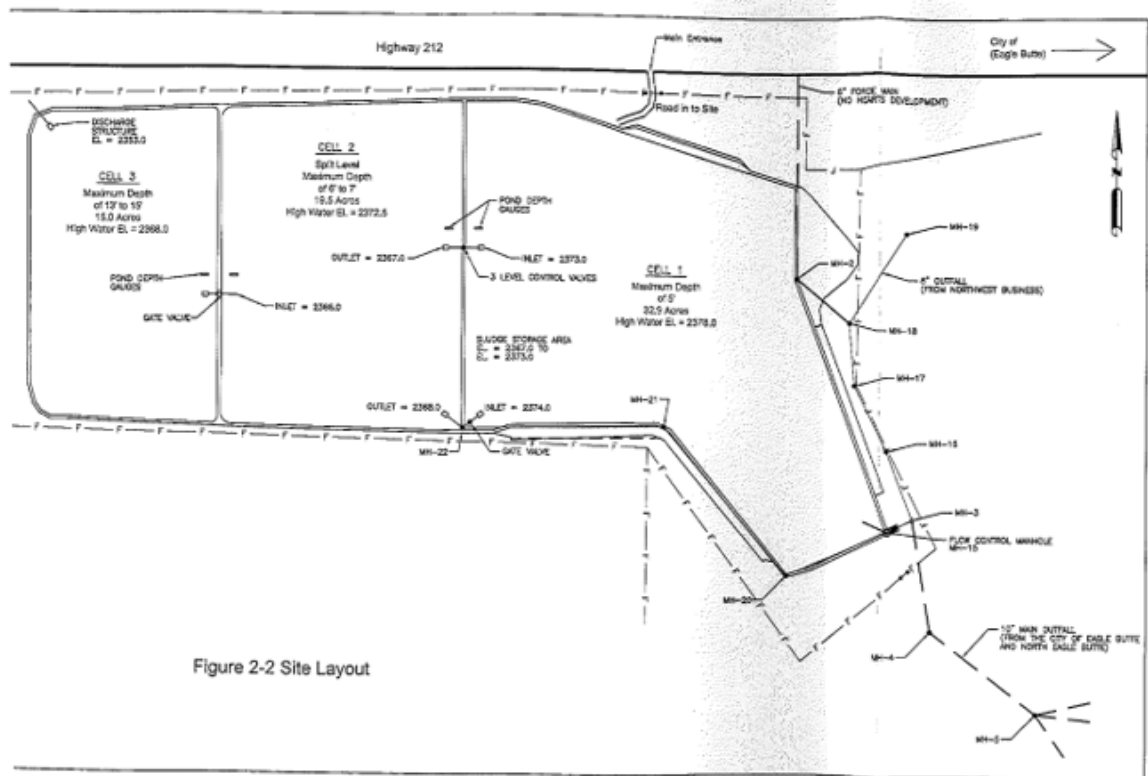 Highway 212
Main Entrance
City of
(Eagle Butte)
Road in to Site
6" FORCE MAIN
(NO HEARTS DEVELOPMENT)
DISCHARGE
STRUCTURE
EL = 2353.0
CELL 3
Maximum Depth
of 13' to 15'
15.0 Acres
High Water EL = 2368.0
CELL 2
Split Level
Maximum Depth
of 6' to 7'
19.5 Acres
High Water EL = 2372.5
POND DEPTH
GAUGES
OUTLET = 2367.0
INLET = 2373.0
3 LEVEL CONTROL VALVES
POND DEPTH
GAUGES
INLET = 2366.0
GATE VALVE
CELL 1
Maximum Depth
of 5'
32.9 Acres
High Water EL = 2378.0
SLUDGE STORAGE AREA
EL = 2367.0 TO
EL = 2373.0
OUTLET = 2368.0
INLET = 2374.0
MH-22
GATE VALVE
MH-21
MH-2
MH-19
8" OUTFALL
(FROM NORTHWEST BUSINESS)
MH-18
MH-17
MH-16
MH-3
FLOW CONTROL MANHOLE
MH-15
MH-20
MH-4
10" MAIN OUTFALL
(FROM THE CITY OF EAGLE BUTTE
AND NORTH EAGLE BUTTE)
MH-5
N
Figure 2-2 Site Layout